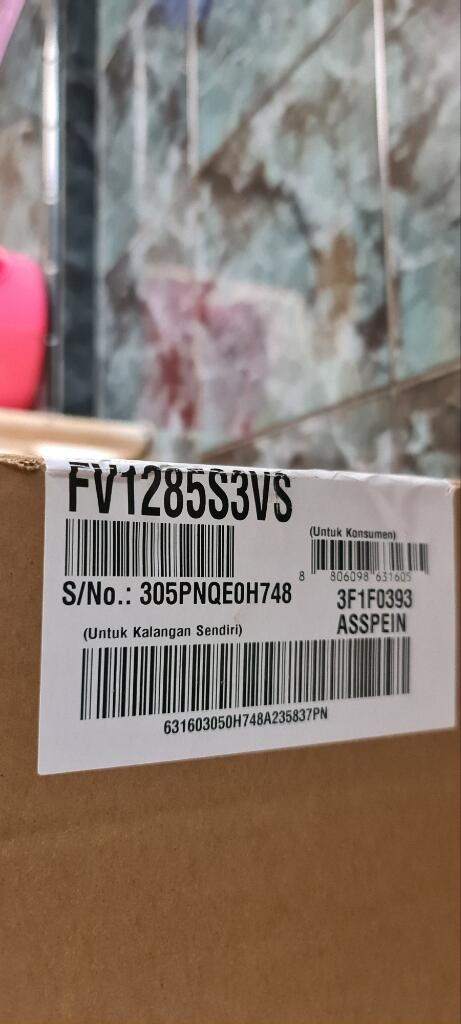 FV1285S3VS
(Untuk Konsumen)
8 806098 631605
S/No.: 305PNQE0H748
3F1F0393
ASSPEIN
(Untuk Kalangan Sendiri)
631603050H748A235837PN